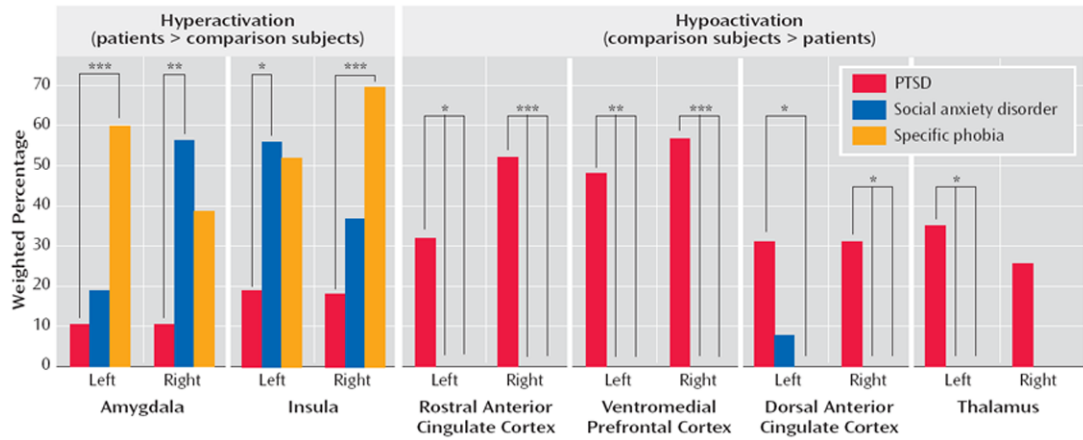 Hyperactivation
(patients > comparison subjects)
Hypoactivation
(comparison subjects > patients)
Weighted Percentage
70
60
50
40
30
20
10
0
***
**
*
***
*
***
**
***
*
*
*
PTSD
Social anxiety disorder
Specific phobia
Left
Right
Left
Right
Left
Right
Left
Right
Left
Right
Left
Right
Amygdala
Insula
Rostral Anterior
Cingulate Cortex
Ventromedial
Prefrontal Cortex
Dorsal Anterior
Cingulate Cortex
Thalamus